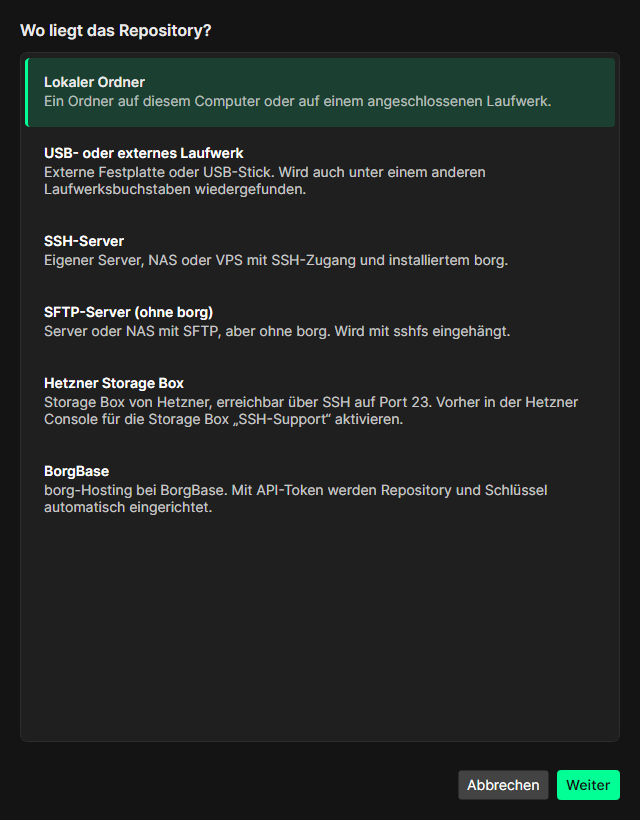 Wo liegt das Repository?
Lokaler Ordner
Ein Ordner auf diesem Computer oder auf einem angeschlossenen Laufwerk.
USB- oder externes Laufwerk
Externe Festplatte oder USB-Stick. Wird auch unter einem anderen
Laufwerksbuchstaben wiedergefunden.
SSH-Server
Eigener Server, NAS oder VPS mit SSH-Zugang und installiertem borg.
SFTP-Server (ohne borg)
Server oder NAS mit SFTP, aber ohne borg. Wird mit sshfs eingehängt.
Hetzner Storage Box
Storage Box von Hetzner, erreichbar über SSH auf Port 23. Vorher in der Hetzner
Console für die Storage Box „SSH-Support“ aktivieren.
BorgBase
borg-Hosting bei BorgBase. Mit API-Token werden Repository und Schlüssel
automatisch eingerichtet.
Abbrechen
Weiter